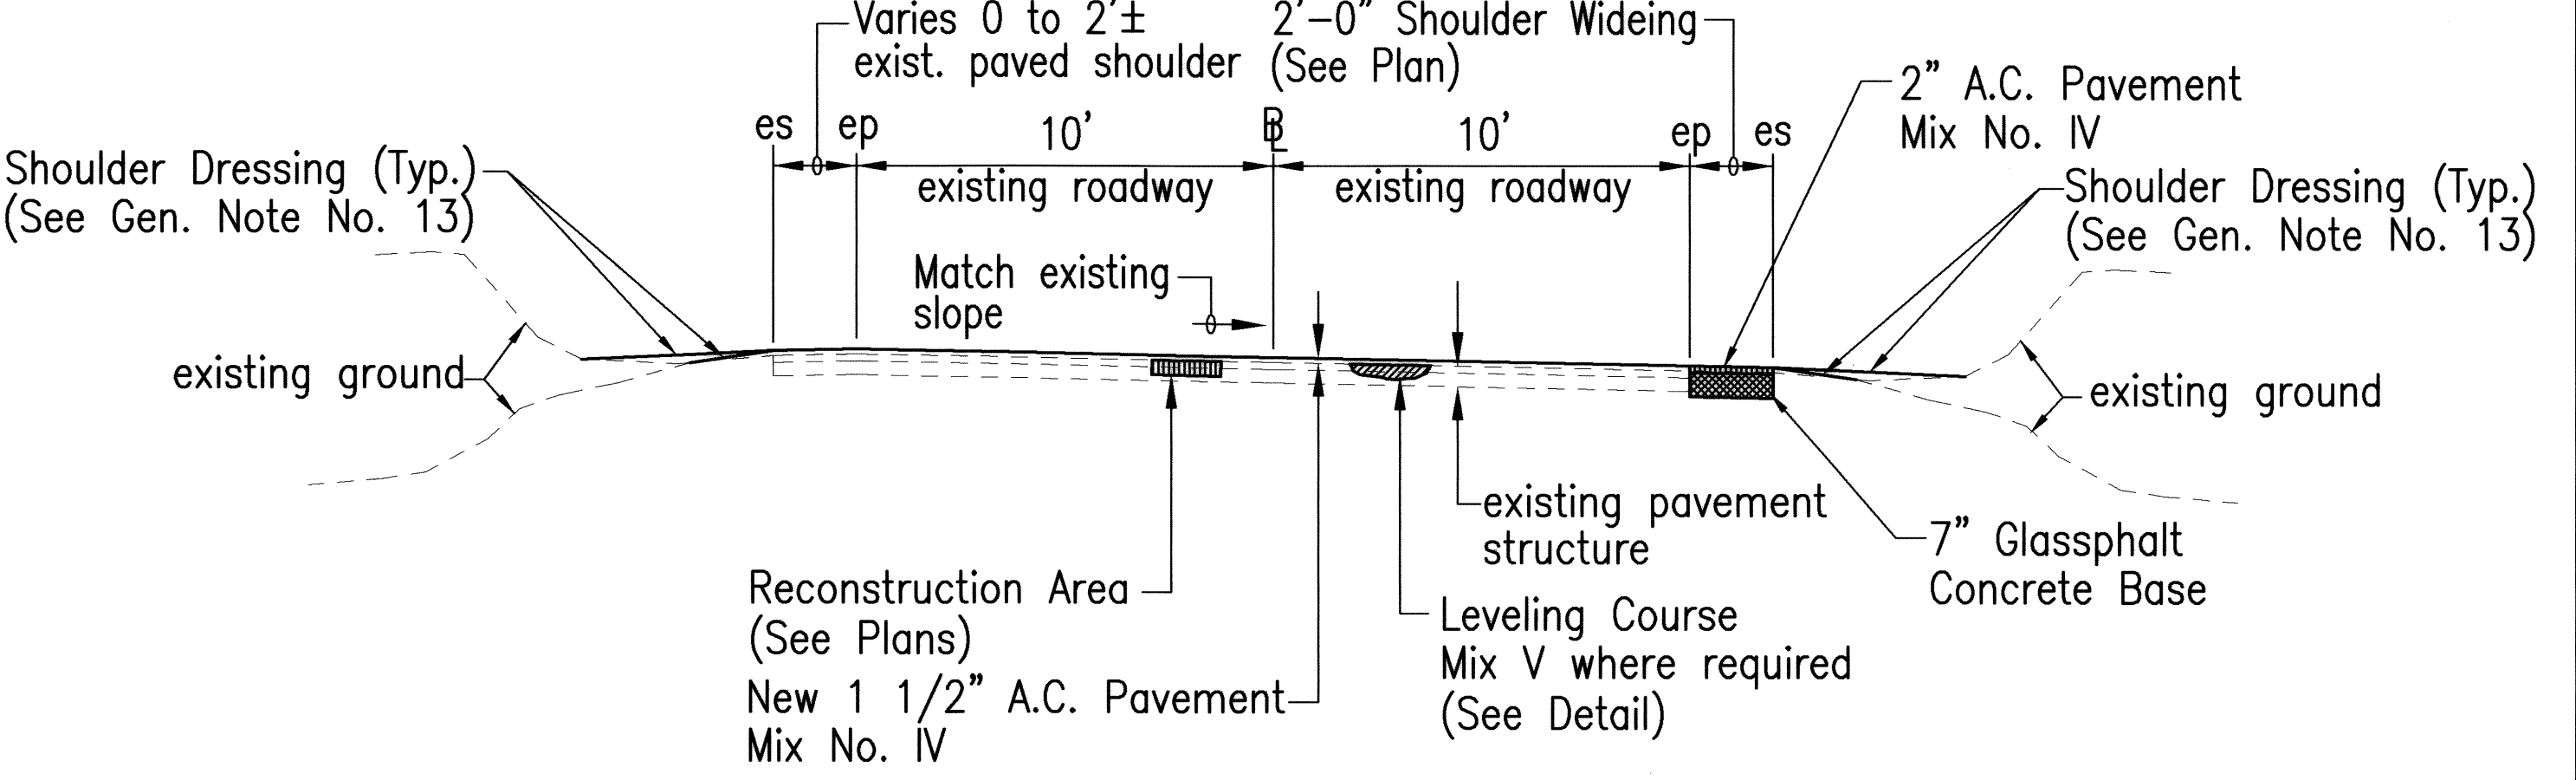 Varies 0 to 2'±
exist. paved shoulder
2'-0" Shoulder Wideing
(See Plan)
2" A.C. Pavement
Mix No. IV
es
ep
10'
℄
10'
ep
es
Shoulder Dressing (Typ.)
(See Gen. Note No. 13)
existing roadway
existing roadway
Shoulder Dressing (Typ.)
(See Gen. Note No. 13)
Match existing
slope
existing ground
existing ground
existing pavement
structure
7" Glassphalt
Concrete Base
Reconstruction Area
(See Plans)
New 1 1/2" A.C. Pavement
Mix No. IV
Leveling Course
Mix V where required
(See Detail)